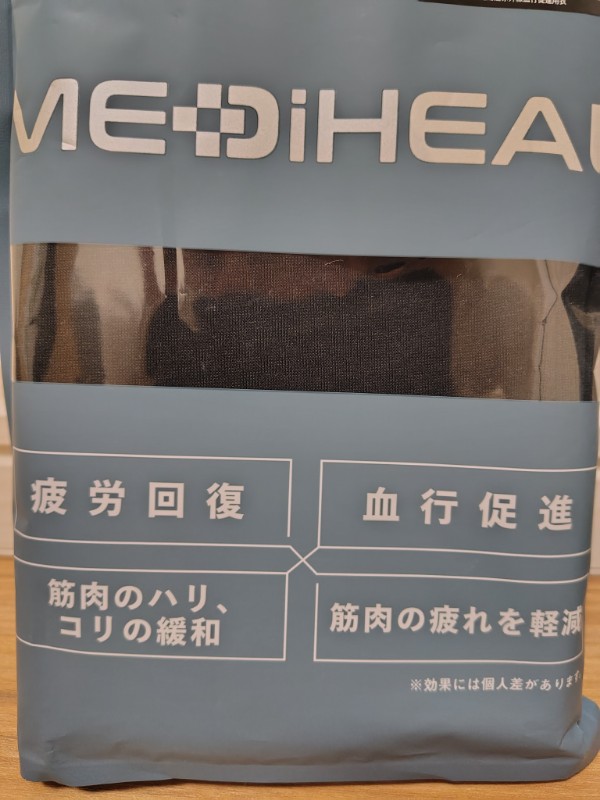 MEDiHEAL
疲労回復
血行促進
筋肉のハリ、
コリの緩和
筋肉の疲れを軽減
※効果には個人差があります